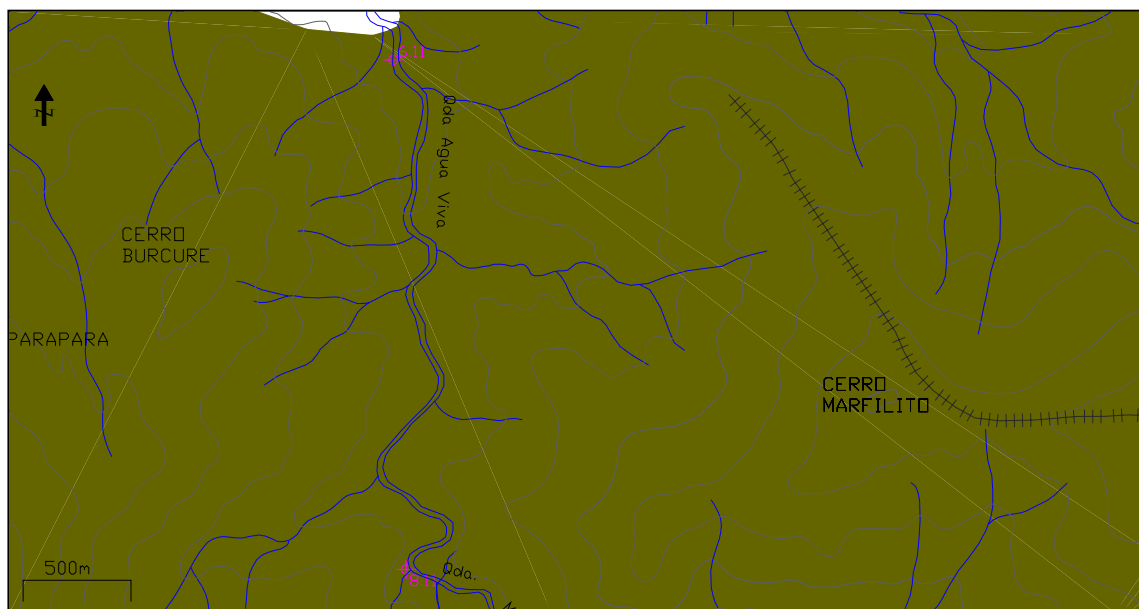 N
Qda Agua Viva
CERRO
BURCURE
PARAPARA
CERRO
MARFILITO
500m
Qda.